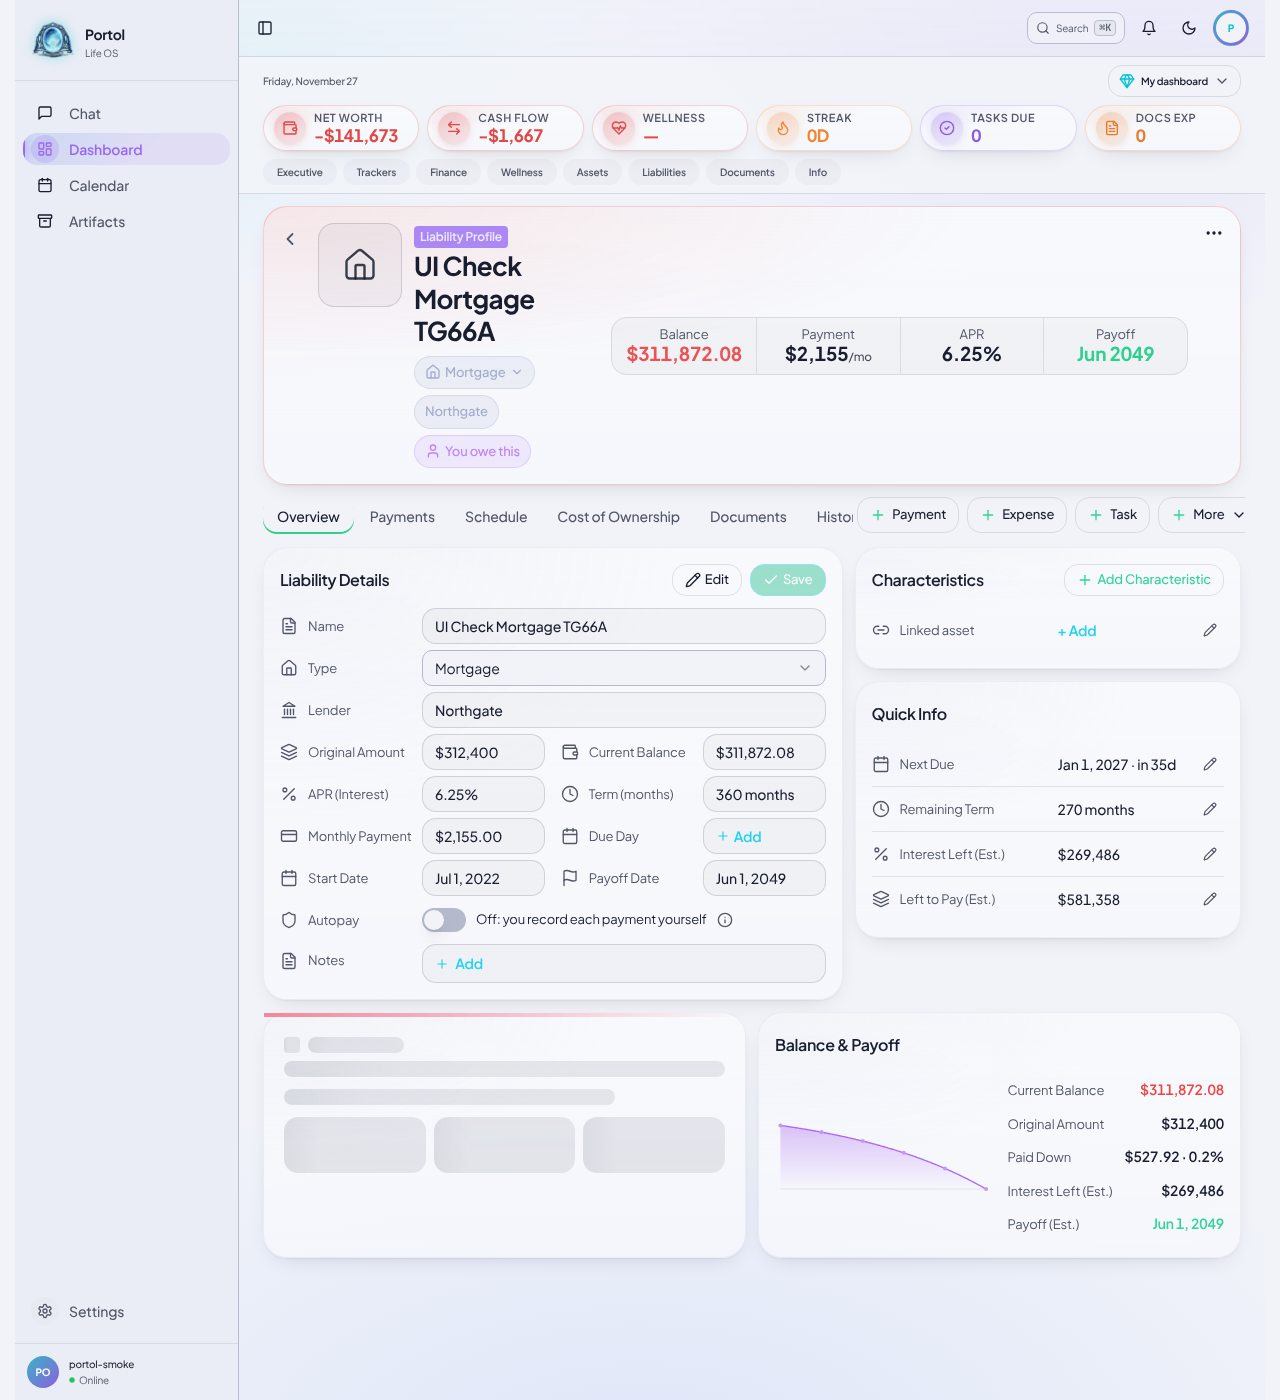 Portol
Life OS
Search ⌘K
P
Chat
Dashboard
Calendar
Artifacts
Friday, November 27
My dashboard
NET WORTH
-$141,673
CASH FLOW
-$1,667
WELLNESS
—
STREAK
0D
TASKS DUE
0
DOCS EXP
0
Executive
Trackers
Finance
Wellness
Assets
Liabilities
Documents
Info
Liability Profile
UI Check
Mortgage
TG66A
Mortgage
Northgate
You owe this
Balance
$311,872.08
Payment
$2,155/mo
APR
6.25%
Payoff
Jun 2049
Overview
Payments
Schedule
Cost of Ownership
Documents
Histor
+ Payment
+ Expense
+ Task
+ More
Liability Details
Edit
Save
Name
UI Check Mortgage TG66A
Type
Mortgage
Lender
Northgate
Original Amount
$312,400
Current Balance
$311,872.08
APR (Interest)
6.25%
Term (months)
360 months
Monthly Payment
$2,155.00
Due Day
+ Add
Start Date
Jul 1, 2022
Payoff Date
Jun 1, 2049
Autopay
Off: you record each payment yourself
Notes
+ Add
Characteristics
+ Add Characteristic
Linked asset
+ Add
Quick Info
Next Due
Jan 1, 2027 · in 35d
Remaining Term
270 months
Interest Left (Est.)
$269,486
Left to Pay (Est.)
$581,358
Balance & Payoff
Current Balance
$311,872.08
Original Amount
$312,400
Paid Down
$527.92 · 0.2%
Interest Left (Est.)
$269,486
Payoff (Est.)
Jun 1, 2049
Settings
PO
portol-smoke
Online